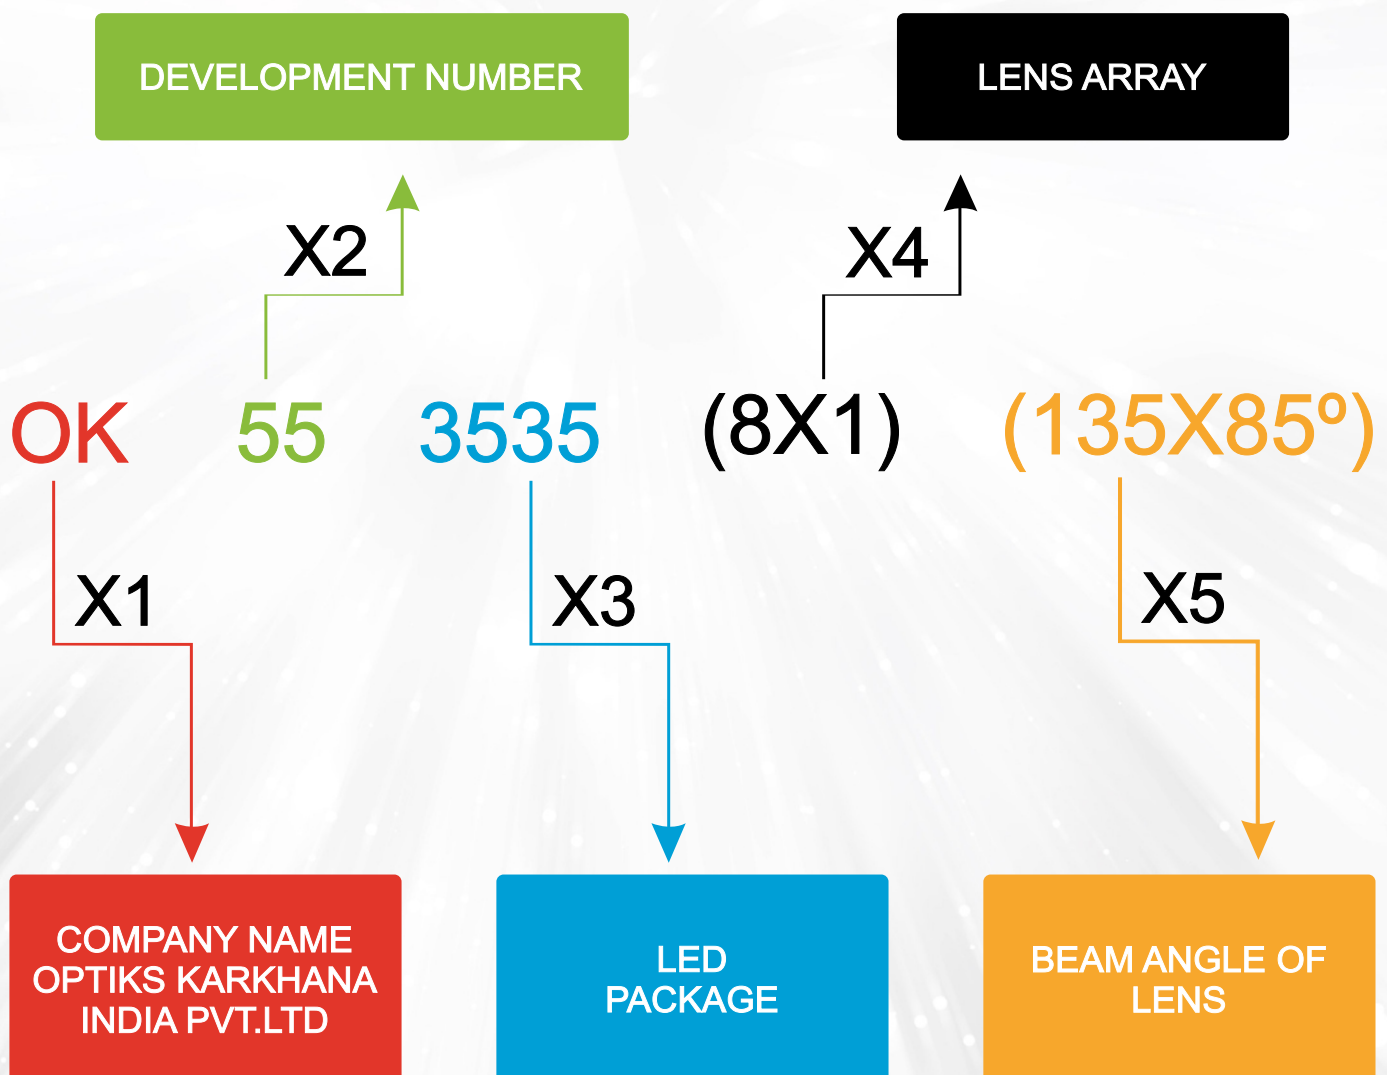 DEVELOPMENT NUMBER
LENS ARRAY
X2
X4
OK 55 3535 (8X1) (135X85º)
X1
X3
X5
COMPANY NAME
OPTIKS KARKHANA
INDIA PVT.LTD
LED
PACKAGE
BEAM ANGLE OF
LENS